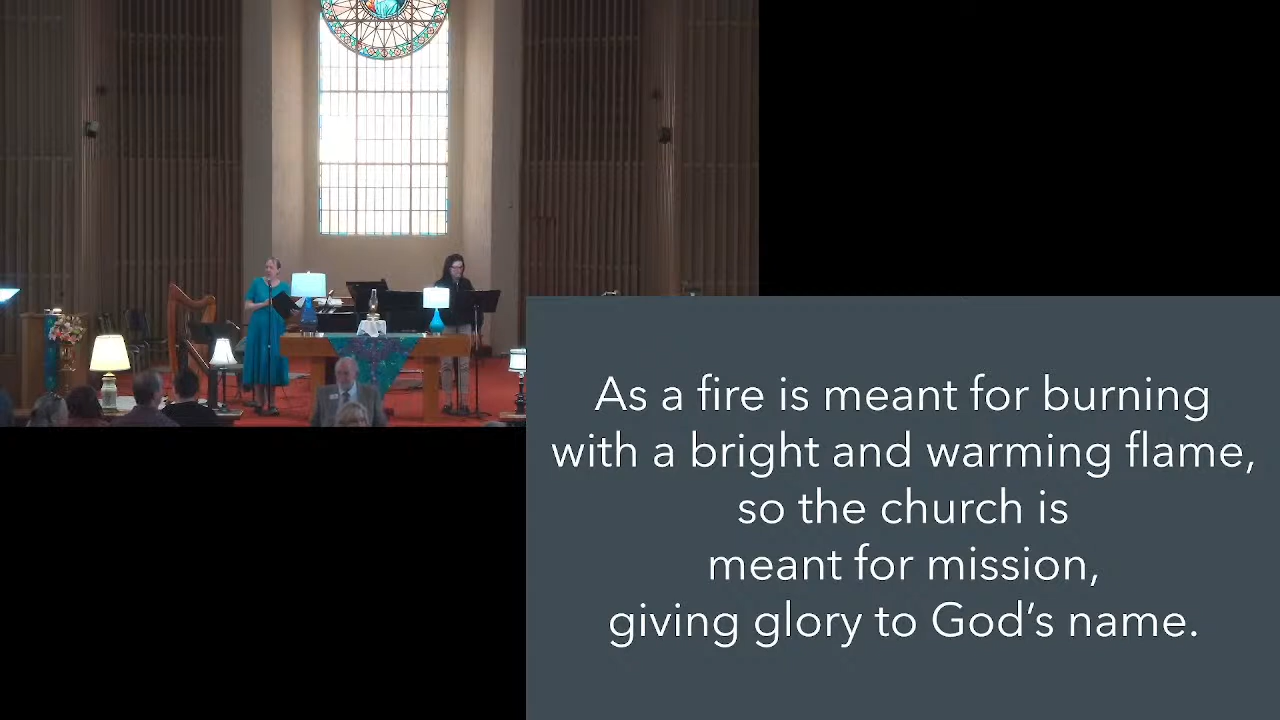 As a fire is meant for burning
with a bright and warming flame,
so the church is
meant for mission,
giving glory to God’s name.